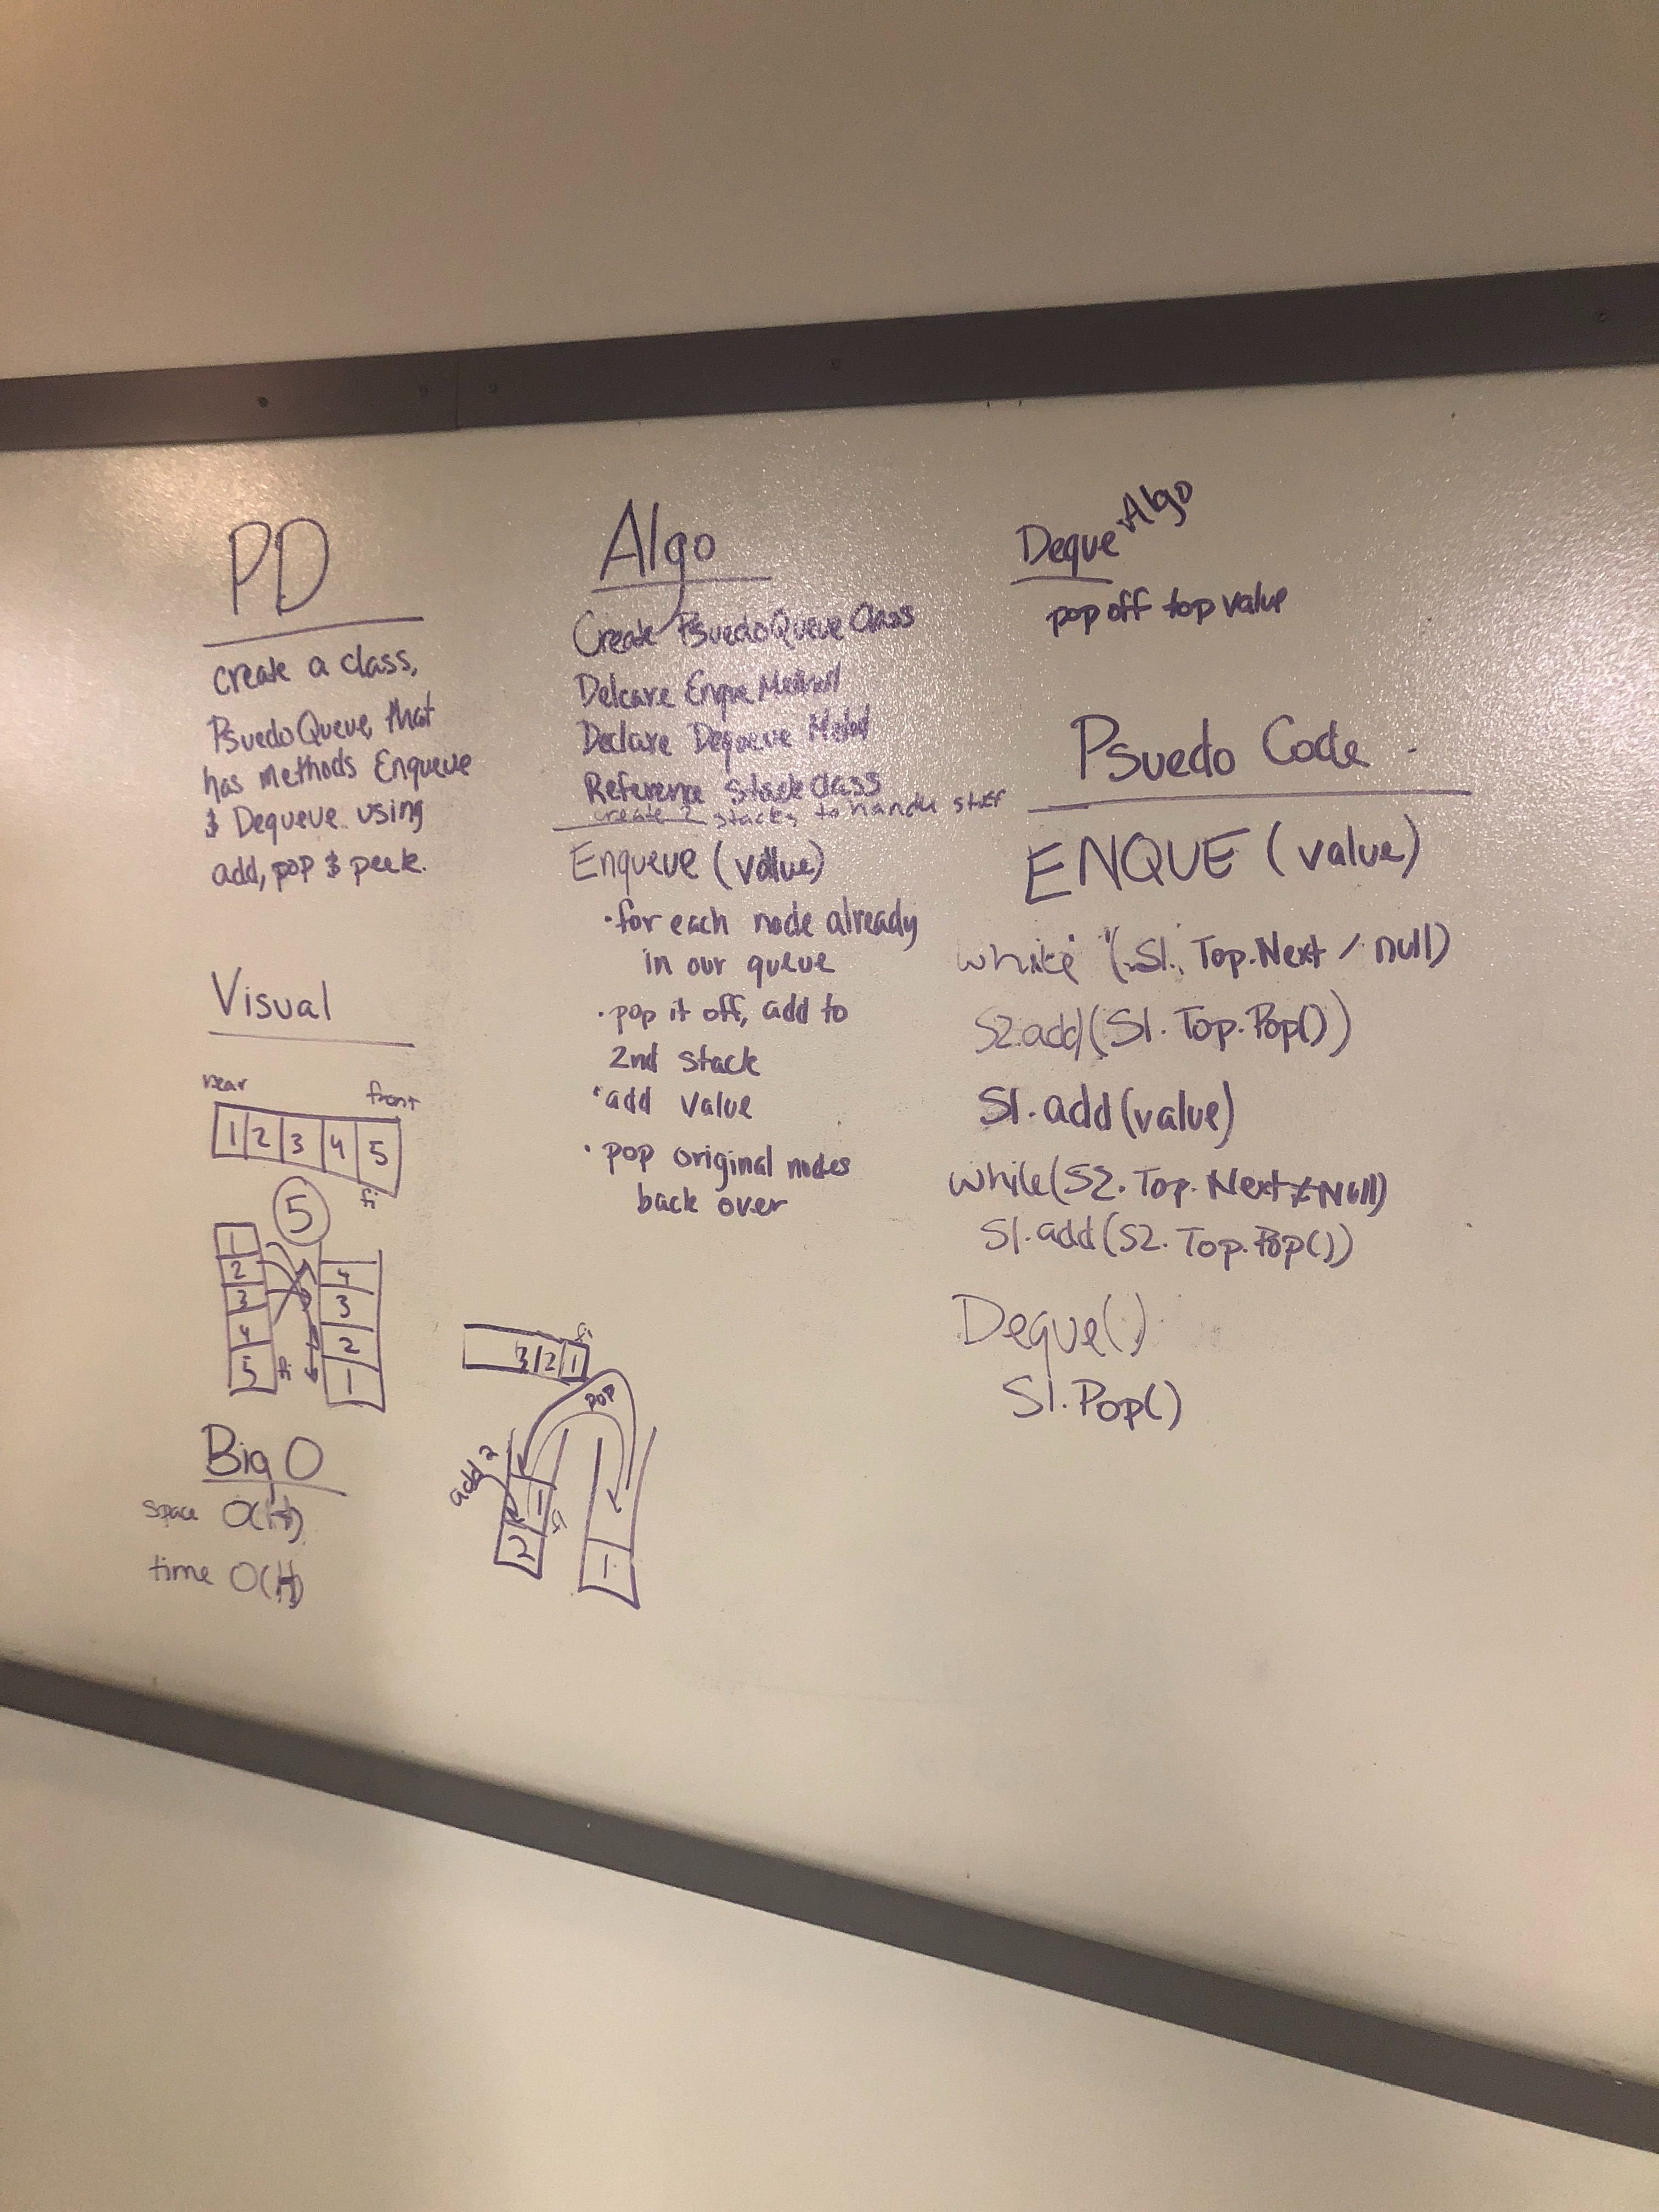 PD
create a class,
PsuedoQueue, that
has methods Enqueue
& Dequeue using
add, pop & peek.
Visual
rear front
1 2 3 4 5
5
1
2
3
4
5
4
3
2
1
Big O
space
time
Algo
Create PsuedoQueue Class
Delcare Enque Method
Declare Dequeue Method
Reference Stack class
create 2 stacks to handle stuff
Enqueue (value)
·for each node already
in our queue
·pop it off, add to
2nd stack
·add value
·pop original nodes
back over
3 2 1
pop
add 2
Deque Algo
pop off top value
Psuedo Code
ENQUE (value)
while (S1. Top.Next / null)
S2.add(S1. Top.Pop())
S1.add(value)
while(S2. Top. Next ≠ Null)
S1.add(S2. Top.Pop())
Deque()
S1.Pop()